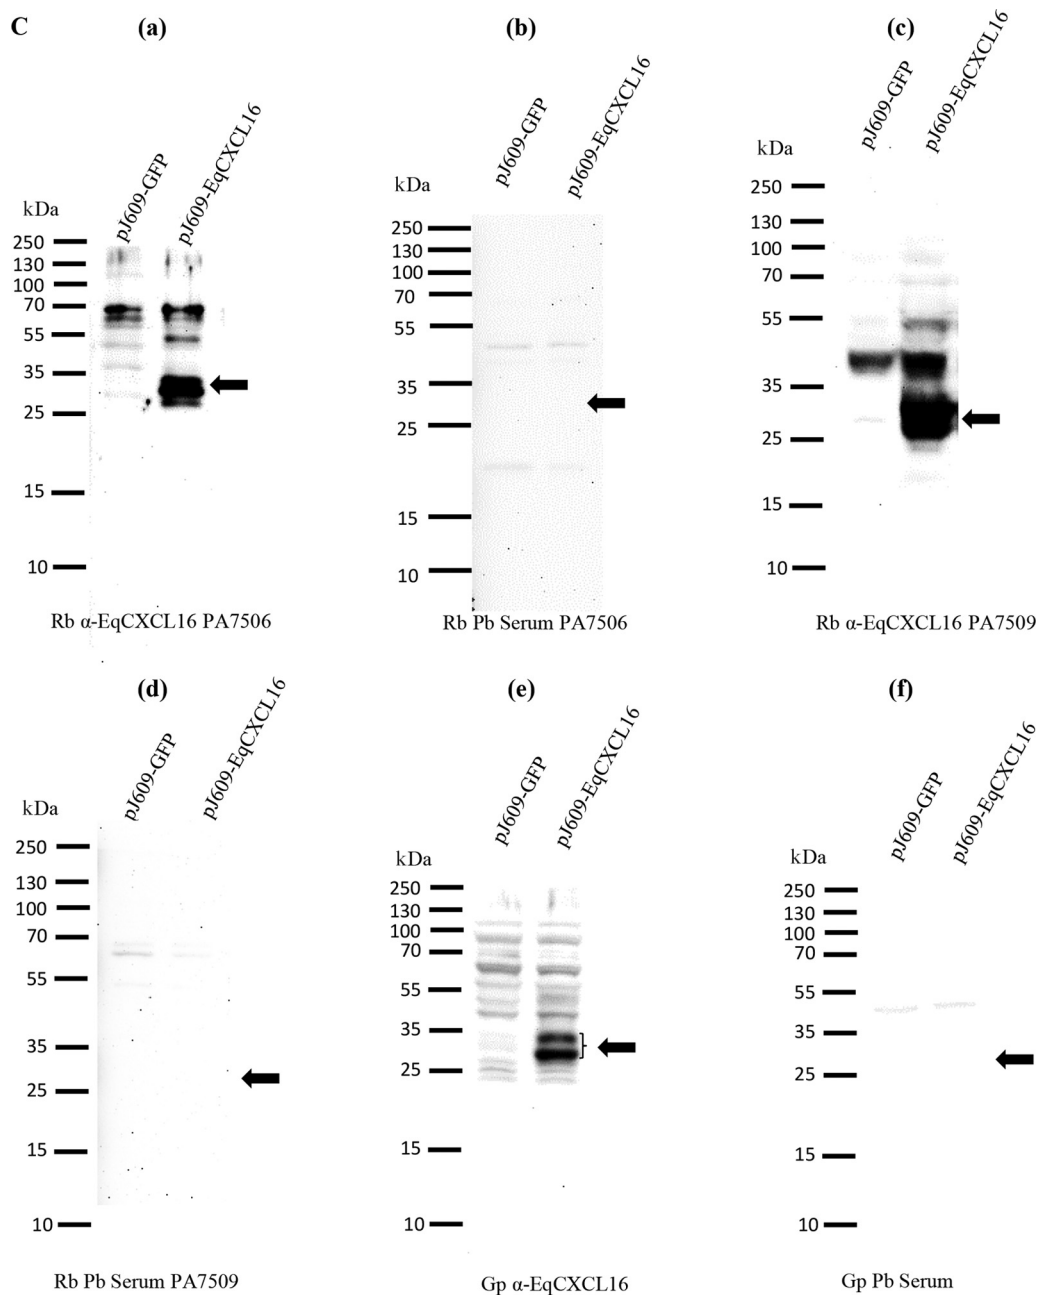 C
(a)
pJ609-GFP
pJ609-EqCXCL16
kDa
250
130
100
70
55
35
25
15
10
Rb α-EqCXCL16 PA7506
(b)
pJ609-GFP
pJ609-EqCXCL16
kDa
250
130
100
70
55
35
25
15
10
Rb Pb Serum PA7506
(c)
pJ609-GFP
pJ609-EqCXCL16
kDa
250
130
100
70
55
35
25
15
10
Rb α-EqCXCL16 PA7509
(d)
pJ609-GFP
pJ609-EqCXCL16
kDa
250
130
100
70
55
35
25
15
10
Rb Pb Serum PA7509
(e)
pJ609-GFP
pJ609-EqCXCL16
kDa
250
130
100
70
55
35
25
15
10
Gp α-EqCXCL16
(f)
pJ609-GFP
pJ609-EqCXCL16
kDa
250
130
100
70
55
35
25
15
10
Gp Pb Serum